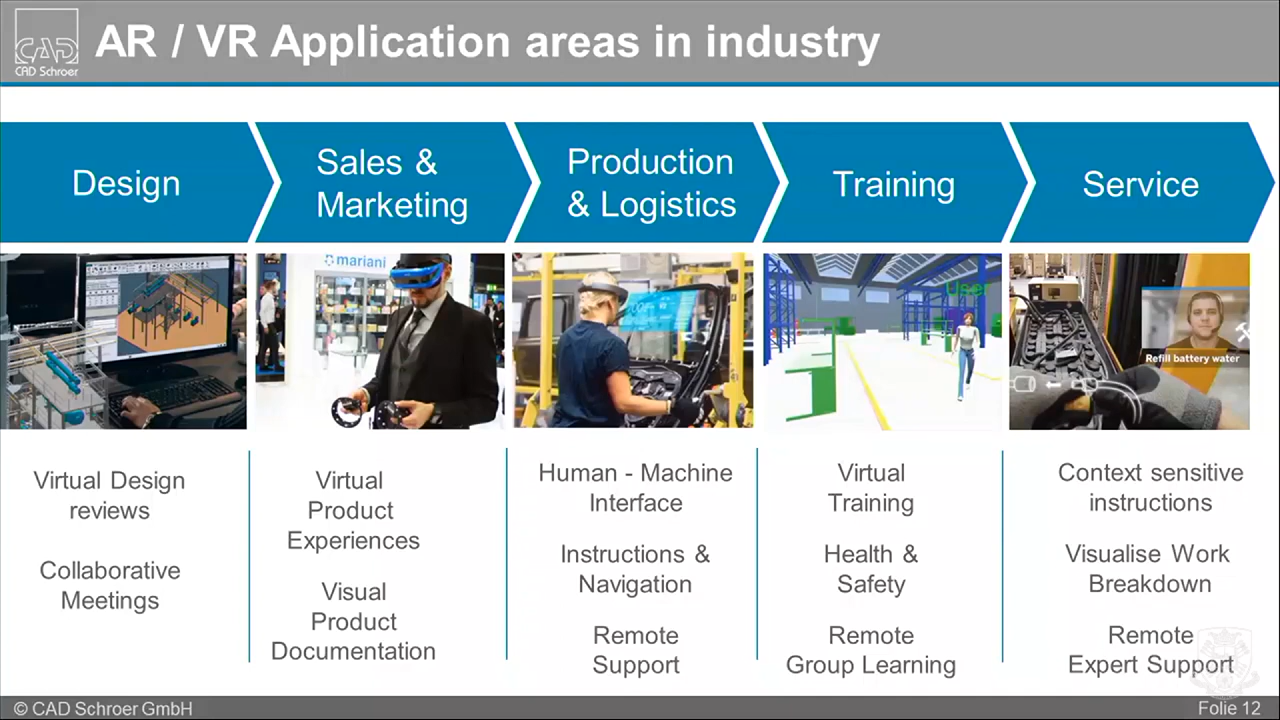 CAD
CAD Schroer
AR / VR Application areas in industry
Design
Sales &
Marketing
Production
& Logistics
Training
Service
mariani
User
Refill battery water
Virtual Design
reviews
Collaborative
Meetings
Virtual
Product
Experiences
Visual
Product
Documentation
Human - Machine
Interface
Instructions &
Navigation
Remote
Support
Virtual
Training
Health &
Safety
Remote
Group Learning
Context sensitive
instructions
Visualise Work
Breakdown
Remote
Expert Support
© CAD Schroer GmbH
Folie 12